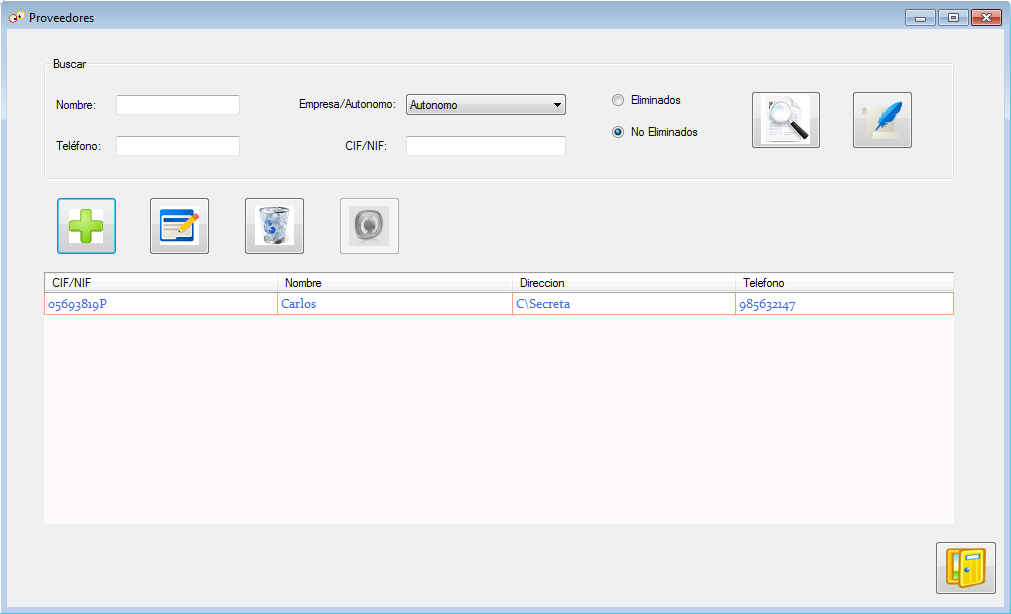 Proveedores
Buscar
Nombre:
Empresa/Autonomo: Autonomo
Eliminados
Teléfono:
CIF/NIF:
No Eliminados
CIF/NIF Nombre Direccion Telefono
05693819P Carlos C\Secreta 985632147